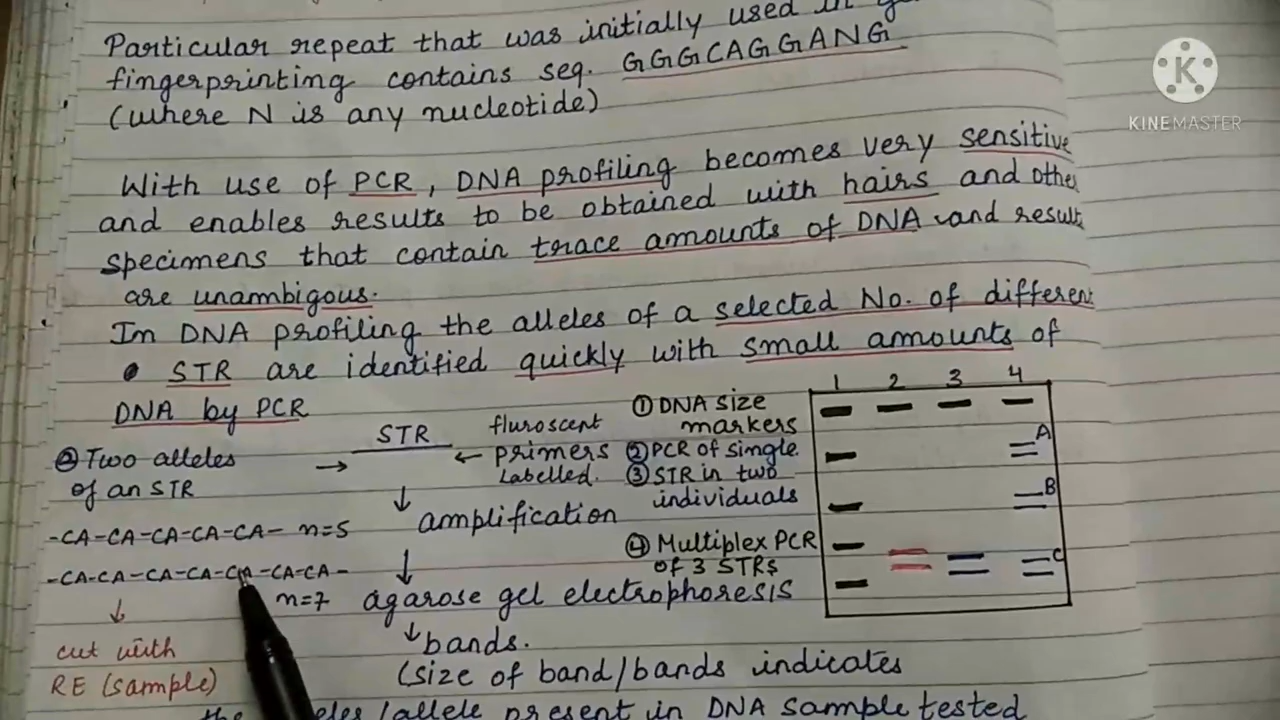 Particular repeat that was initially used in
fingerprinting contains seq. GGGCAGGANG
(where N is any nucleotide)
With use of PCR, DNA profiling becomes very sensitive
and enables results to be obtained with hairs and othe
specimens that contain trace amounts of DNA and result
are unambigous.
In DNA profiling the alleles of a selected No. of differen
• STR are identified quickly with small amounts of
DNA by PCR
ⓐ Two alleles
of an STR
-CA-CA-CA-CA-CA- n=5
-CA-CA-CA-CA-CA-CA-CA-
n=7
↓
cut with
RE (sample)
→ STR ←
fluroscent
primers
labelled.
↓ amplification
↓
agarose gel electrophoresis
↓ bands.
(size of band/bands indicates
① DNA size
markers
② PCR of single
③ STR in two
individuals
④ Multiplex PCR
of 3 STRs
1 2 3 4
A
B
C
allele present in DNA sample tested
KINEMASTER